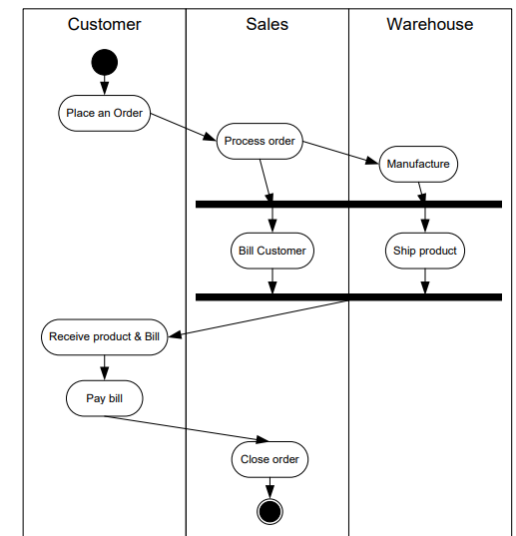 Customer
Sales
Warehouse
Place an Order
Process order
Manufacture
Bill Customer
Ship product
Receive product & Bill
Pay bill
Close order